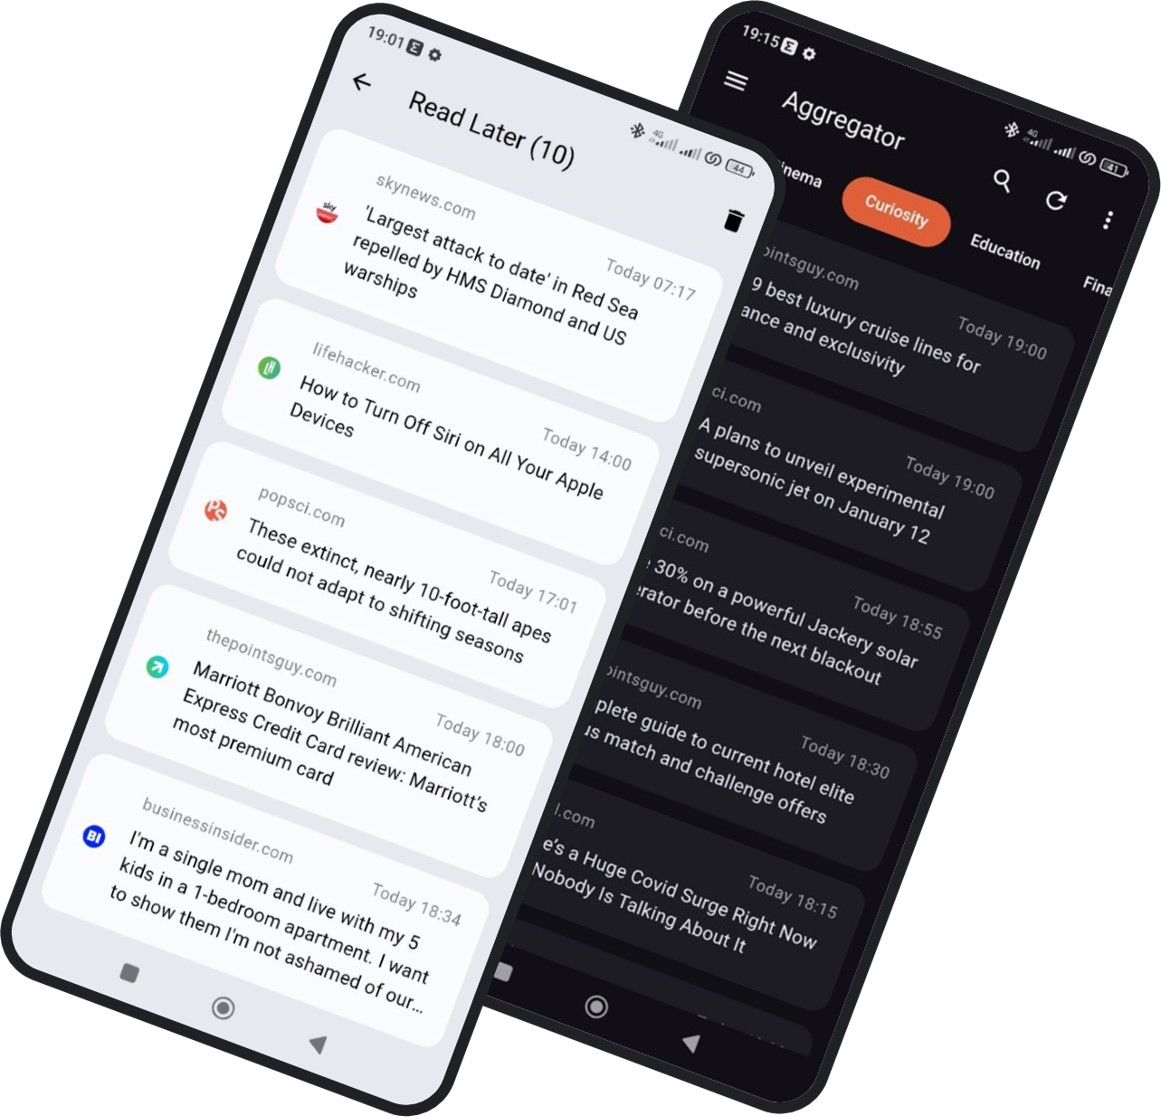 19:01
4G
44
Read Later (10)
skynews.com
Today 07:17
sky
'Largest attack to date' in Red Sea
repelled by HMS Diamond and US
warships
lifehacker.com
Today 14:00
LH
How to Turn Off Siri on All Your Apple
Devices
popsci.com
Today 17:01
PS
These extinct, nearly 10-foot-tall apes
could not adapt to shifting seasons
thepointsguy.com
Today 18:00
Marriott Bonvoy Brilliant American
Express Credit Card review: Marriott's
most premium card
businessinsider.com
Today 18:34
BI
I'm a single mom and live with my 5
kids in a 1-bedroom apartment. I want
to show them I'm not ashamed of our...
19:15
4G
41
Aggregator
inema
Curiosity
Education
Fina
ointsguy.com
Today 19:00
9 best luxury cruise lines for
ance and exclusivity
ci.com
Today 19:00
A plans to unveil experimental
supersonic jet on January 12
ci.com
Today 18:55
30% on a powerful Jackery solar
erator before the next blackout
ointsguy.com
Today 18:30
plete guide to current hotel elite
us match and challenge offers
l.com
Today 18:15
e's a Huge Covid Surge Right Now
Nobody Is Talking About It